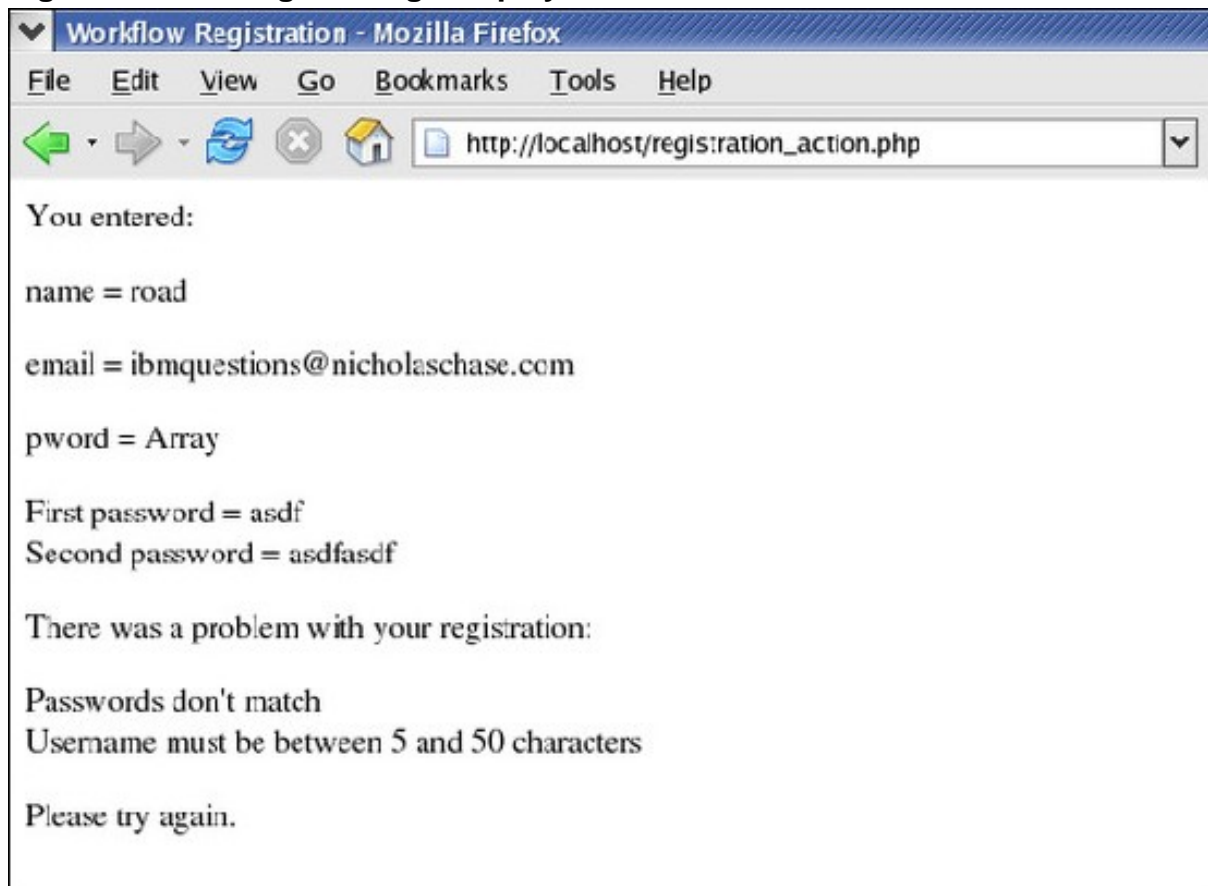 Workflow Registration - Mozilla Firefox
File Edit View Go Bookmarks Tools Help
http://localhost/registration_action.php
You entered:
name = road
email = ibmquestions@nicholaschase.com
pword = Array
First password = asdf
Second password = asdfasdf
There was a problem with your registration:
Passwords don't match
Username must be between 5 and 50 characters
Please try again.